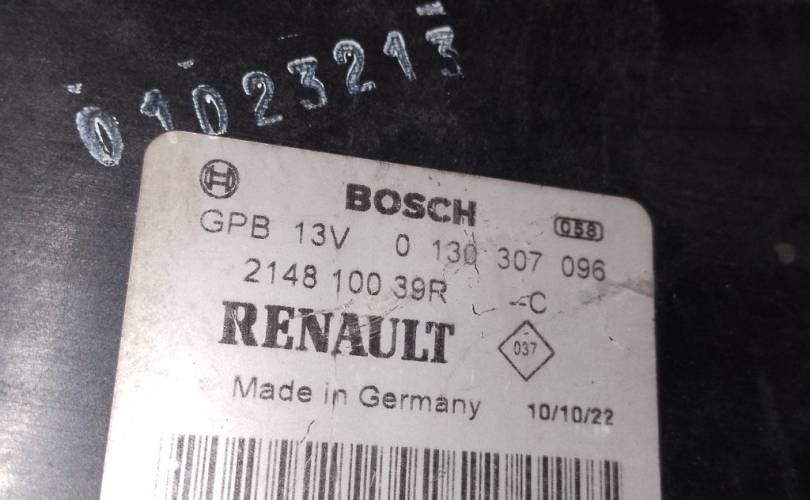 01023213
BOSCH
058
GPB 13V 0 130 307 096
2148 100 39R --C
RENAULT
037
Made in Germany 10/10/22